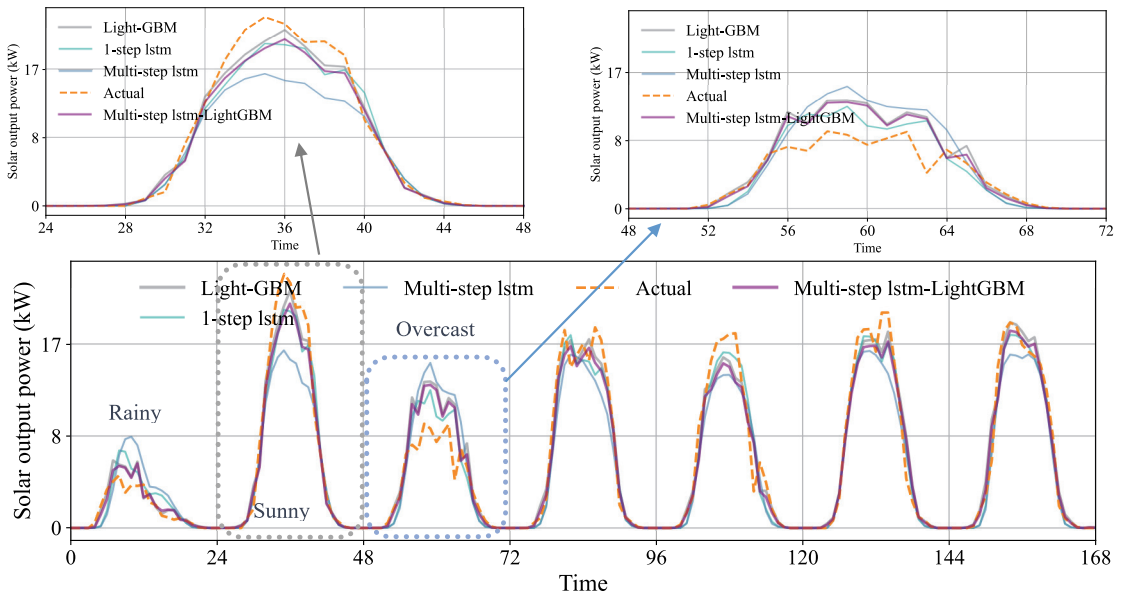 Solar output power (kW)
17
8
0
Light-GBM
1-step lstm
Multi-step lstm
Actual
Multi-step lstm-LightGBM
24 28 32 36 40 44 48
Time
Solar output power (kW)
17
8
0
Light-GBM
1-step lstm
Multi-step lstm
Actual
Multi-step lstm-LightGBM
48 52 56 60 64 68 72
Time
Solar output power (kW)
17
8
0
Light-GBM Multi-step lstm Actual Multi-step lstm-LightGBM
1-step lstm
Overcast
Rainy
Sunny
0 24 48 72 96 120 144 168
Time